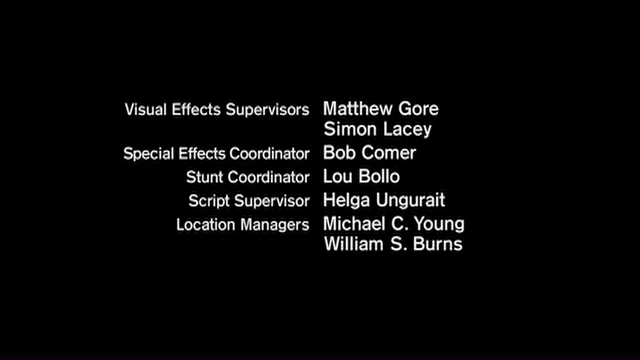 Visual Effects Supervisors Matthew Gore
Simon Lacey
Special Effects Coordinator Bob Comer
Stunt Coordinator Lou Bollo
Script Supervisor Helga Ungurait
Location Managers Michael C. Young
William S. Burns